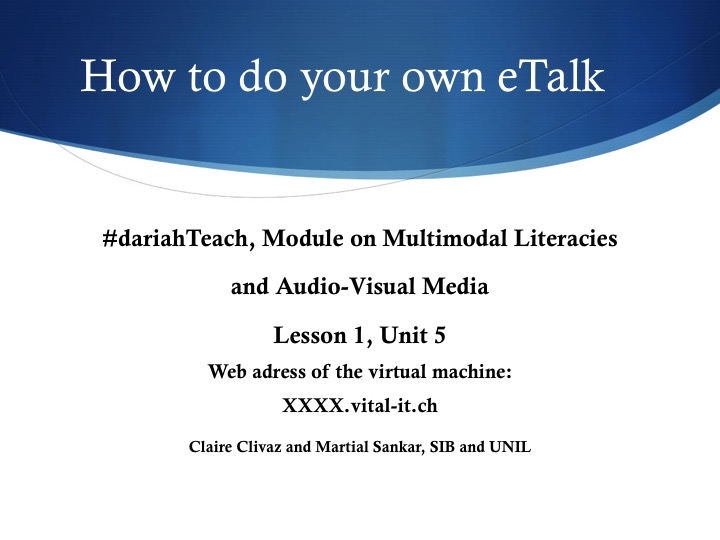 How to do your own eTalk
#dariahTeach, Module on Multimodal Literacies
and Audio-Visual Media
Lesson 1, Unit 5
Web adress of the virtual machine:
XXXX.vital-it.ch
Claire Clivaz and Martial Sankar, SIB and UNIL